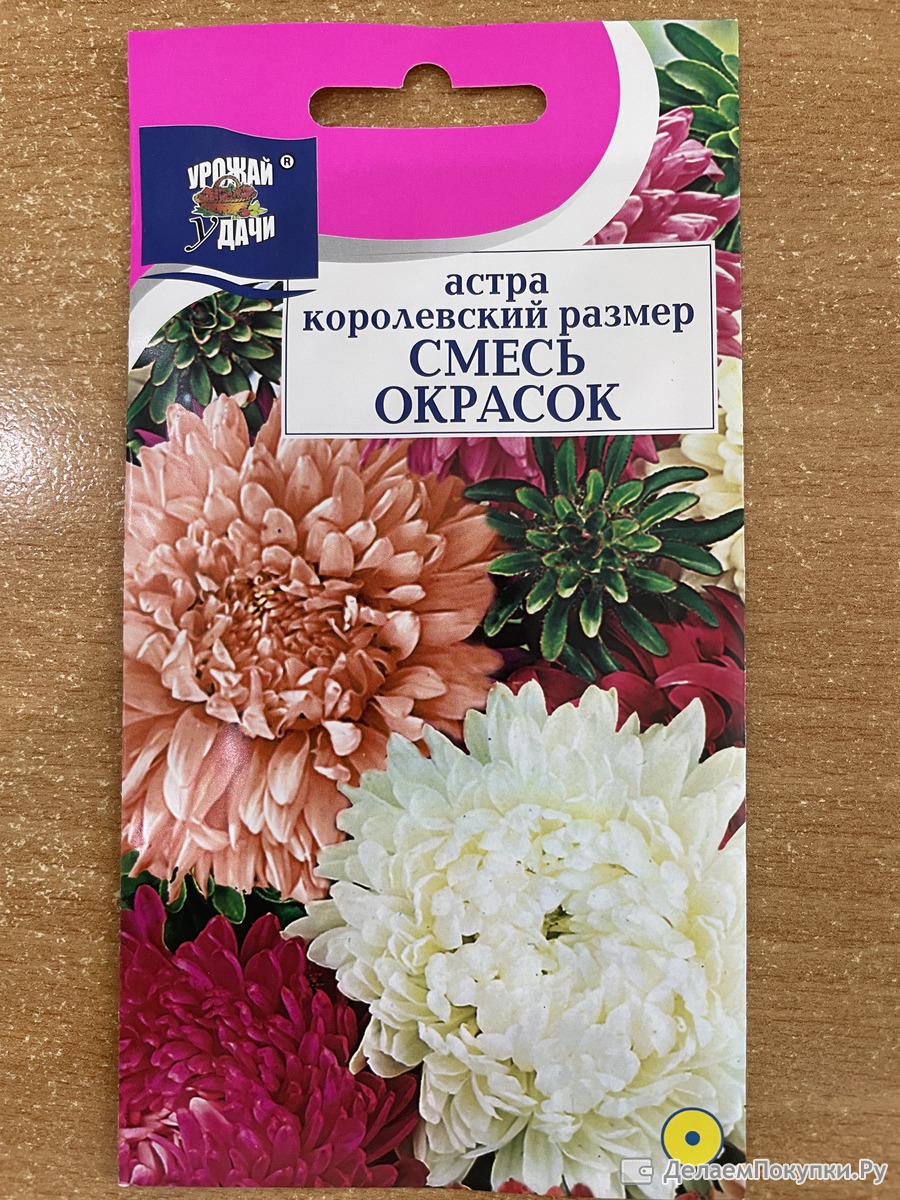 УРОЖАЙ ®
УДАЧИ
астра
королевский размер
СМЕСЬ
ОКРАСОК
ДелаемПокупки.Ру